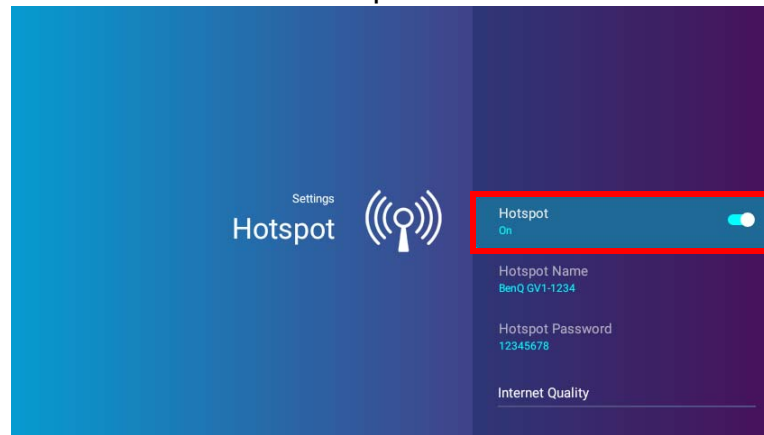 Settings
Hotspot
Hotspot
On
Hotspot Name
BenQ GV1-1234
Hotspot Password
12345678
Internet Quality